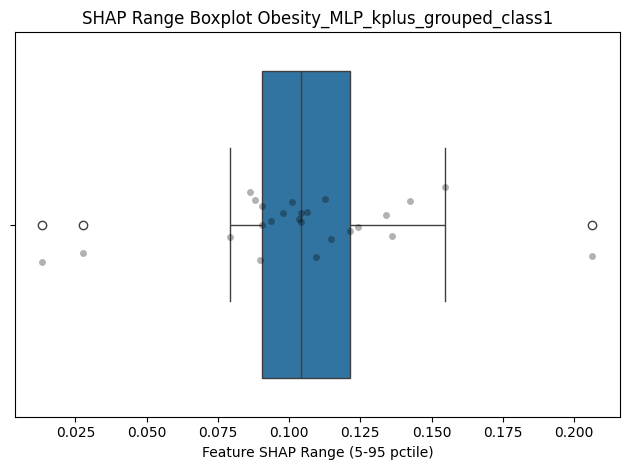 SHAP Range Boxplot Obesity_MLP_kplus_grouped_class1
0.025 0.050 0.075 0.100 0.125 0.150 0.175 0.200
Feature SHAP Range (5-95 pctile)